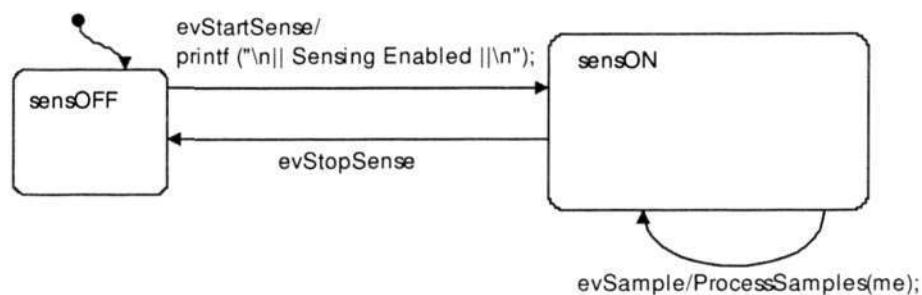 evStartSense/
printf ("\n|| Sensing Enabled ||\n");
sensON
sensOFF
evStopSense
evSample/ProcessSamples(me);